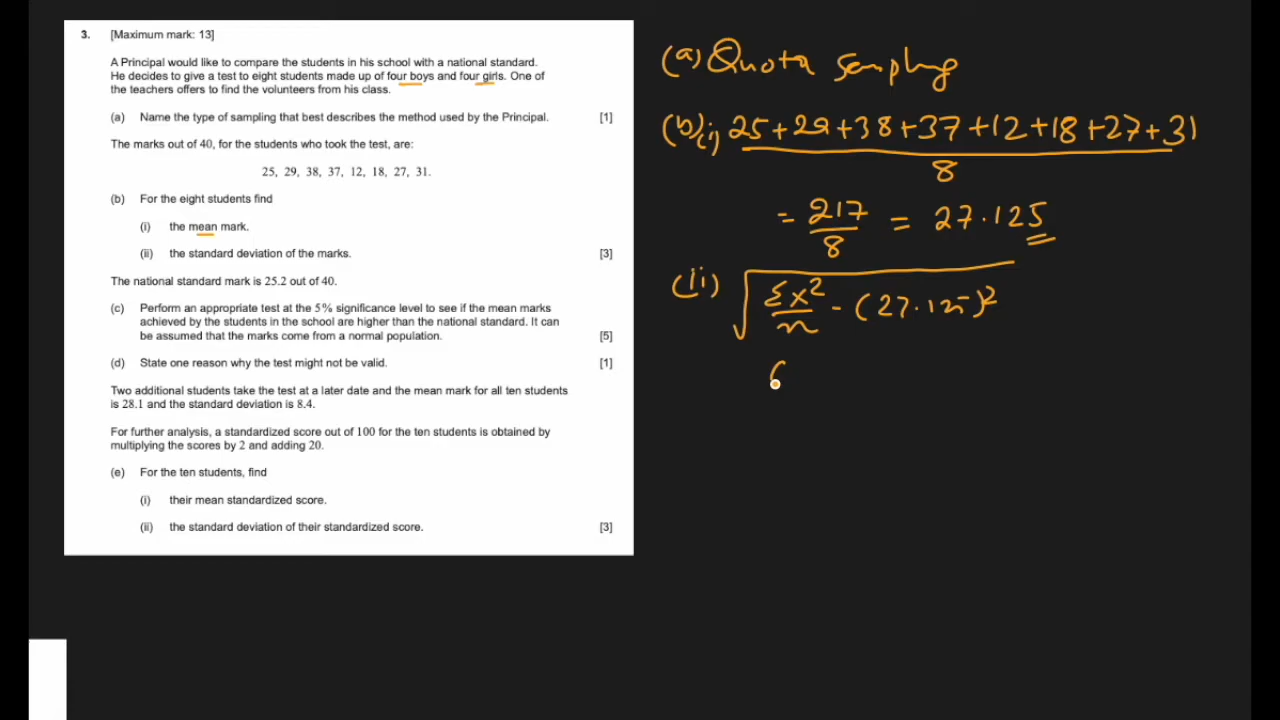 3. [Maximum mark: 13]
A Principal would like to compare the students in his school with a national standard.
He decides to give a test to eight students made up of four boys and four girls. One of
the teachers offers to find the volunteers from his class.
(a) Name the type of sampling that best describes the method used by the Principal. [1]
The marks out of 40, for the students who took the test, are:
25, 29, 38, 37, 12, 18, 27, 31.
(b) For the eight students find
(i) the mean mark.
(ii) the standard deviation of the marks. [3]
The national standard mark is 25.2 out of 40.
(c) Perform an appropriate test at the 5% significance level to see if the mean marks
achieved by the students in the school are higher than the national standard. It can
be assumed that the marks come from a normal population. [5]
(d) State one reason why the test might not be valid. [1]
Two additional students take the test at a later date and the mean mark for all ten students
is 28.1 and the standard deviation is 8.4.
For further analysis, a standardized score out of 100 for the ten students is obtained by
multiplying the scores by 2 and adding 20.
(e) For the ten students, find
(i) their mean standardized score.
(ii) the standard deviation of their standardized score. [3]
(a) Quota sampling
(b)(i) 25+29+38+37+12+18+27+31
8
= 217/8 = 27.125
(ii) √(Σx²/n - (27.125)²)
6